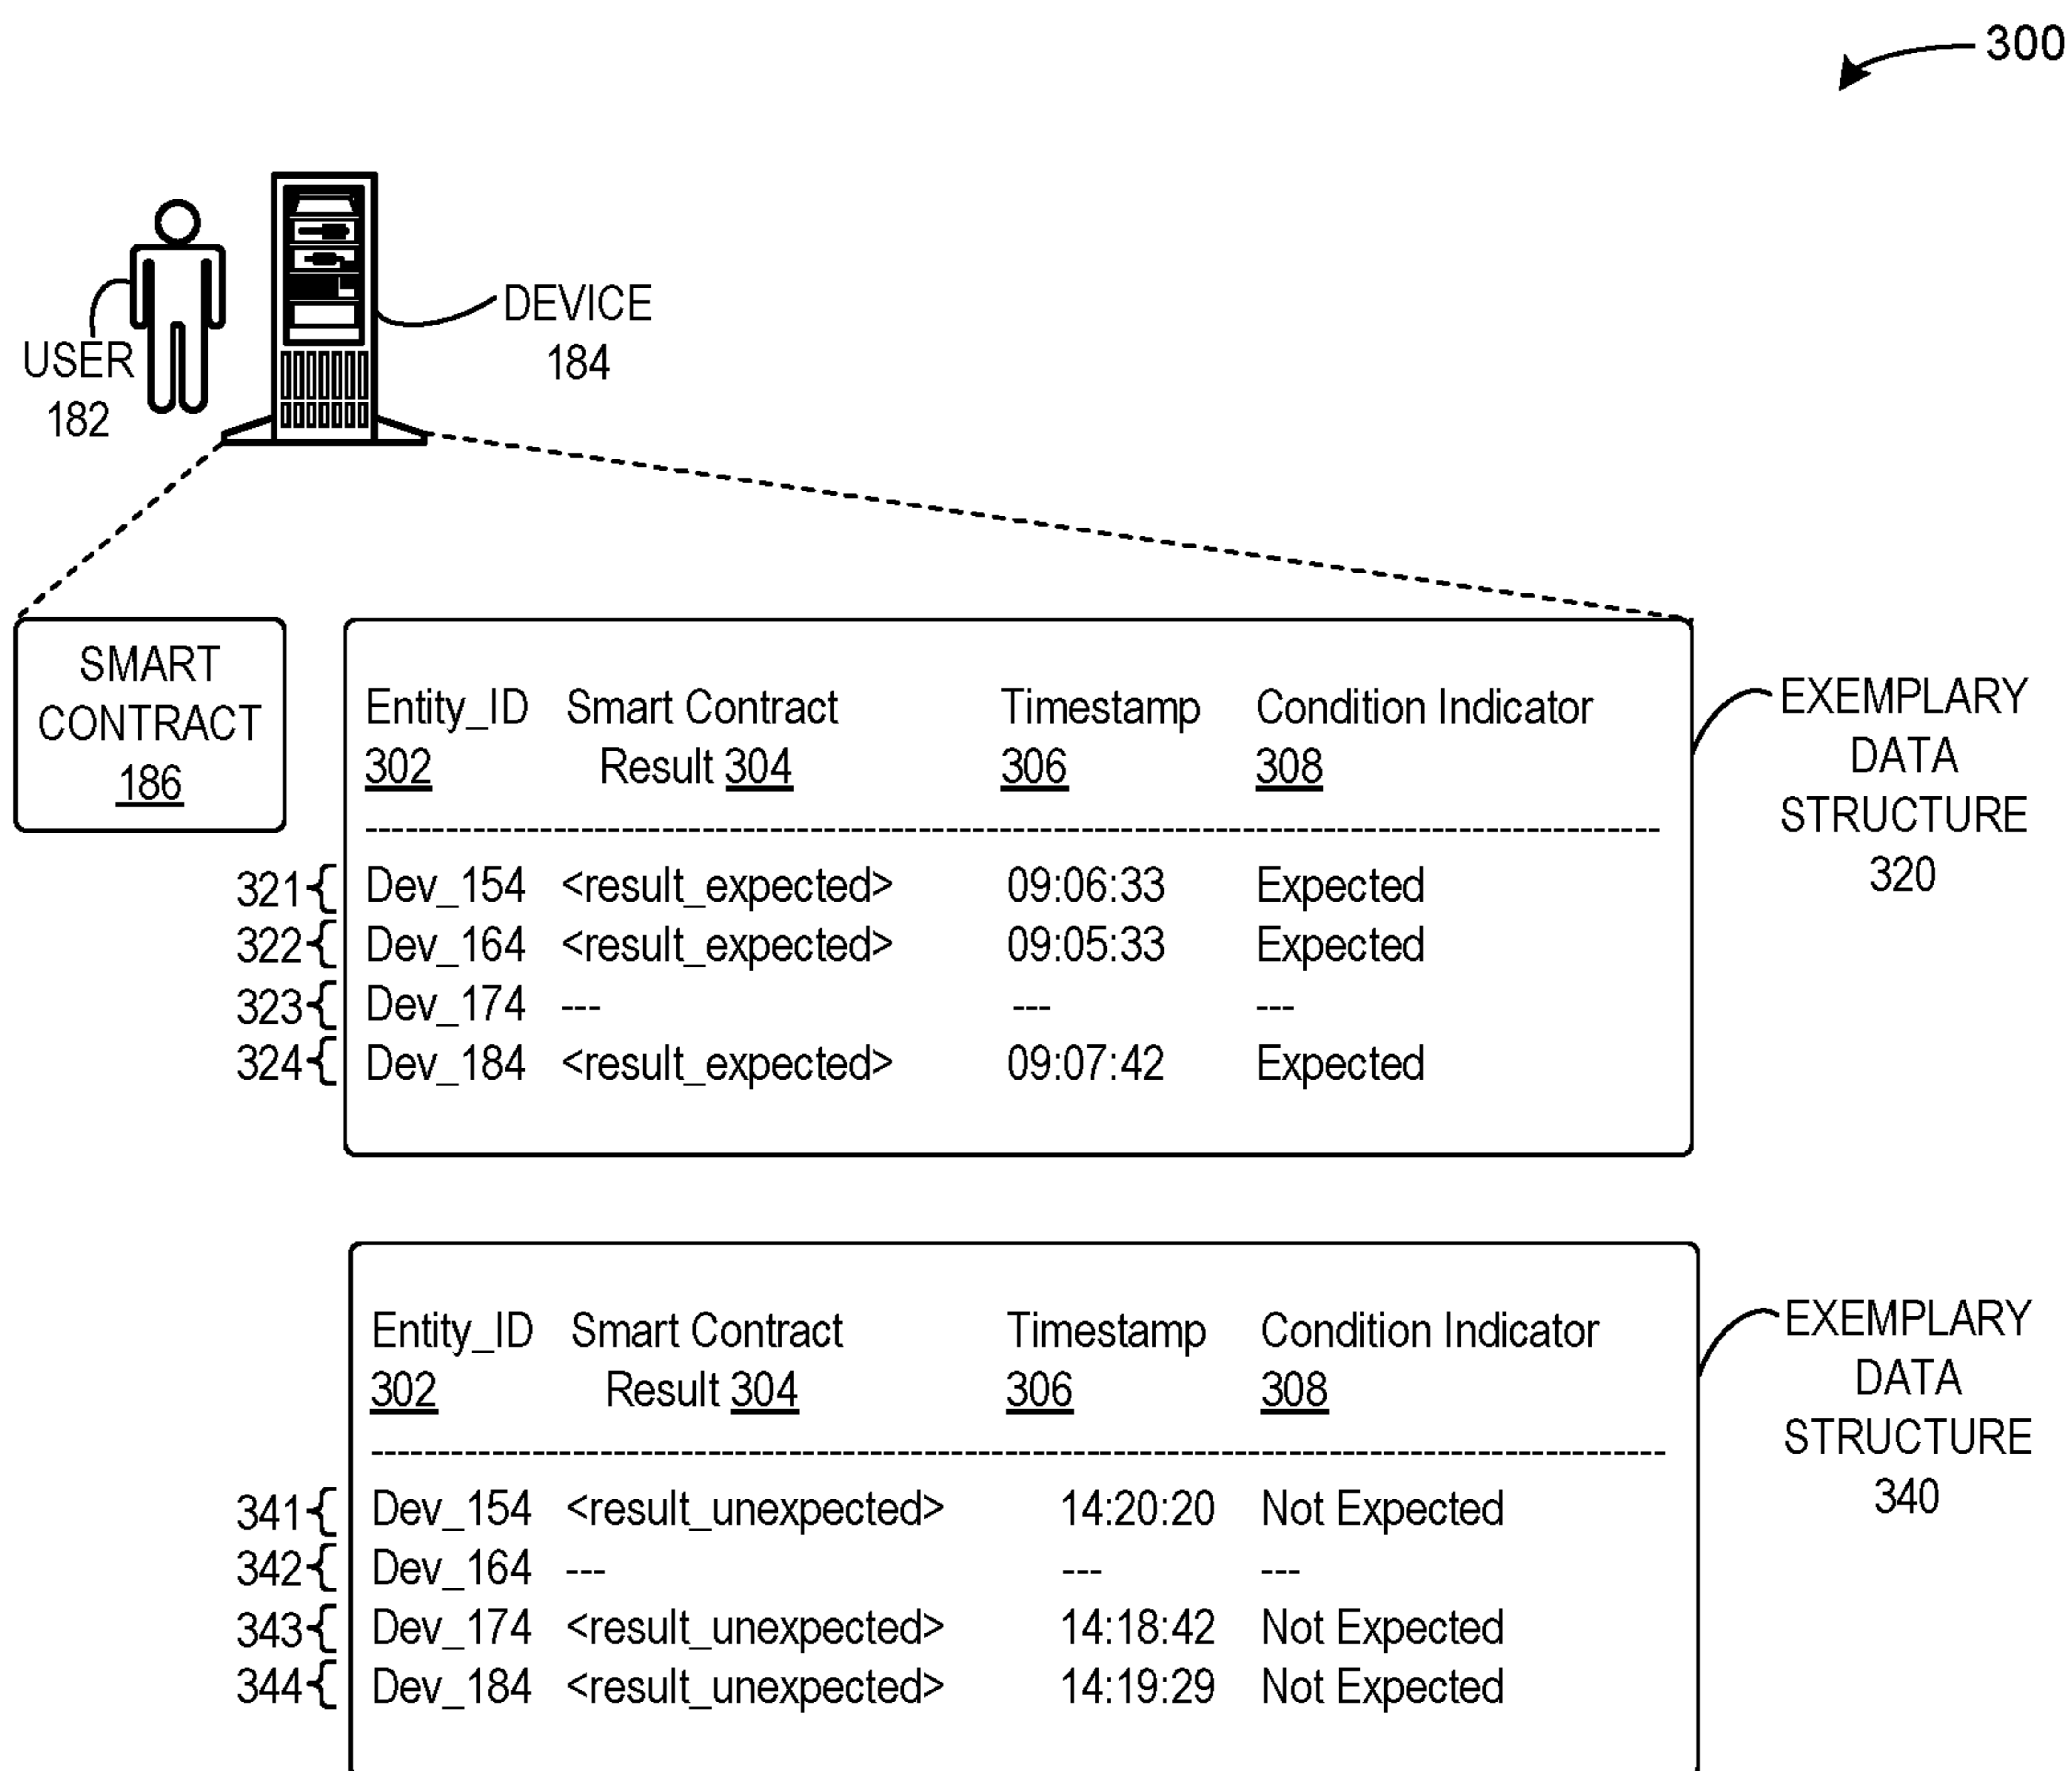 300
DEVICE
184
USER
182
SMART
CONTRACT
186
Entity_ID Smart Contract Timestamp Condition Indicator
302 Result 304 306 308
321 { Dev_154 <result_expected> 09:06:33 Expected
322 { Dev_164 <result_expected> 09:05:33 Expected
323 { Dev_174 --- --- ---
324 { Dev_184 <result_expected> 09:07:42 Expected
EXEMPLARY
DATA
STRUCTURE
320
Entity_ID Smart Contract Timestamp Condition Indicator
302 Result 304 306 308
341 { Dev_154 <result_unexpected> 14:20:20 Not Expected
342 { Dev_164 --- --- ---
343 { Dev_174 <result_unexpected> 14:18:42 Not Expected
344 { Dev_184 <result_unexpected> 14:19:29 Not Expected
EXEMPLARY
DATA
STRUCTURE
340